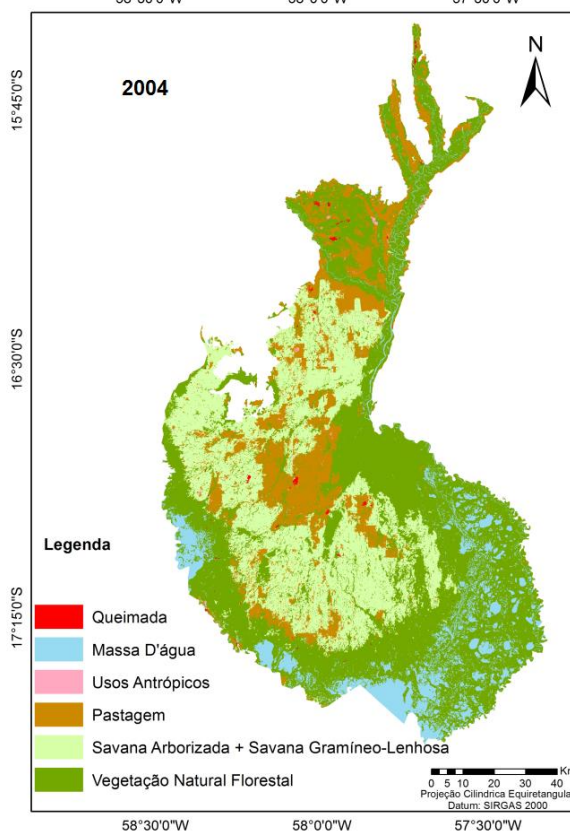 2004
N
15°45'0"S
16°30'0"S
17°15'0"S
Legenda
Queimada
Massa D'água
Usos Antrópicos
Pastagem
Savana Arborizada + Savana Gramíneo-Lenhosa
Vegetação Natural Florestal
Km
0 5 10 20 30 40
Projeção Cilindrica Equiretangula
Datum: SIRGAS 2000
58°30'0"W 58°0'0"W 57°30'0"W